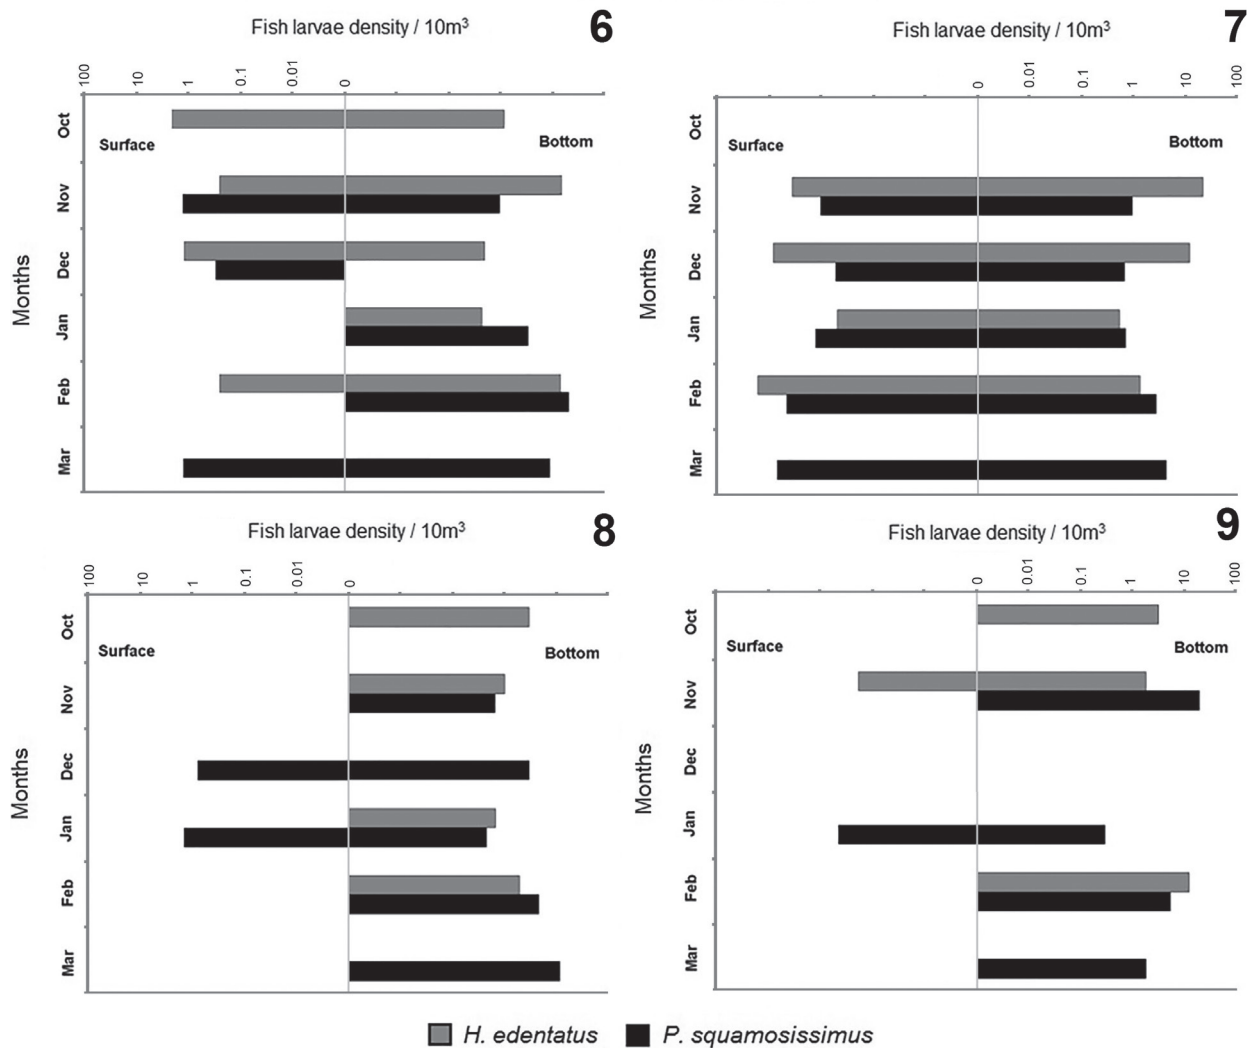 Fish larvae density / 10m³
6
100 10 1 0.1 0.01 0
Oct
Surface
Bottom
Nov
Dec
Jan
Feb
Mar
Months
Fish larvae density / 10m³
7
0 0.01 0.1 1 10 100
Oct
Surface
Bottom
Nov
Dec
Jan
Feb
Mar
Months
Fish larvae density / 10m³
8
100 10 1 0.1 0.01 0
Oct
Surface
Bottom
Nov
Dec
Jan
Feb
Mar
Months
Fish larvae density / 10m³
9
0 0.01 0.1 1 10 100
Oct
Surface
Bottom
Nov
Dec
Jan
Feb
Mar
Months
H. edentatus P. squamosissimus